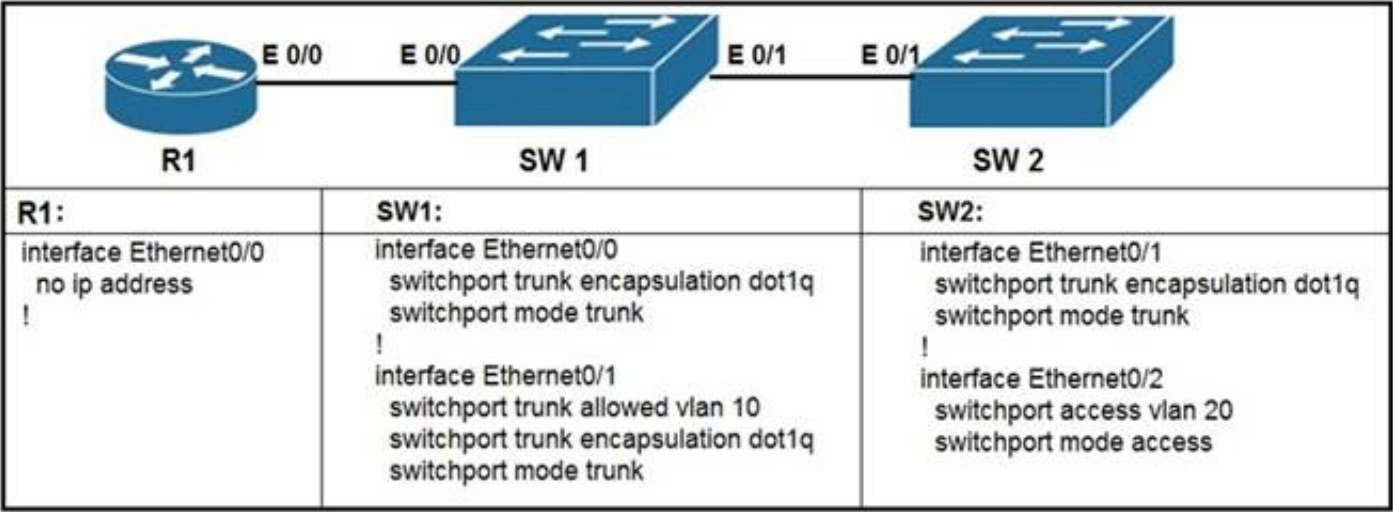 E 0/0
E 0/0
E 0/1
E 0/1
R1
SW 1
SW 2
R1:
interface Ethernet0/0
no ip address
!
SW1:
interface Ethernet0/0
switchport trunk encapsulation dot1q
switchport mode trunk
!
interface Ethernet0/1
switchport trunk allowed vlan 10
switchport trunk encapsulation dot1q
switchport mode trunk
SW2:
interface Ethernet0/1
switchport trunk encapsulation dot1q
switchport mode trunk
!
interface Ethernet0/2
switchport access vlan 20
switchport mode access